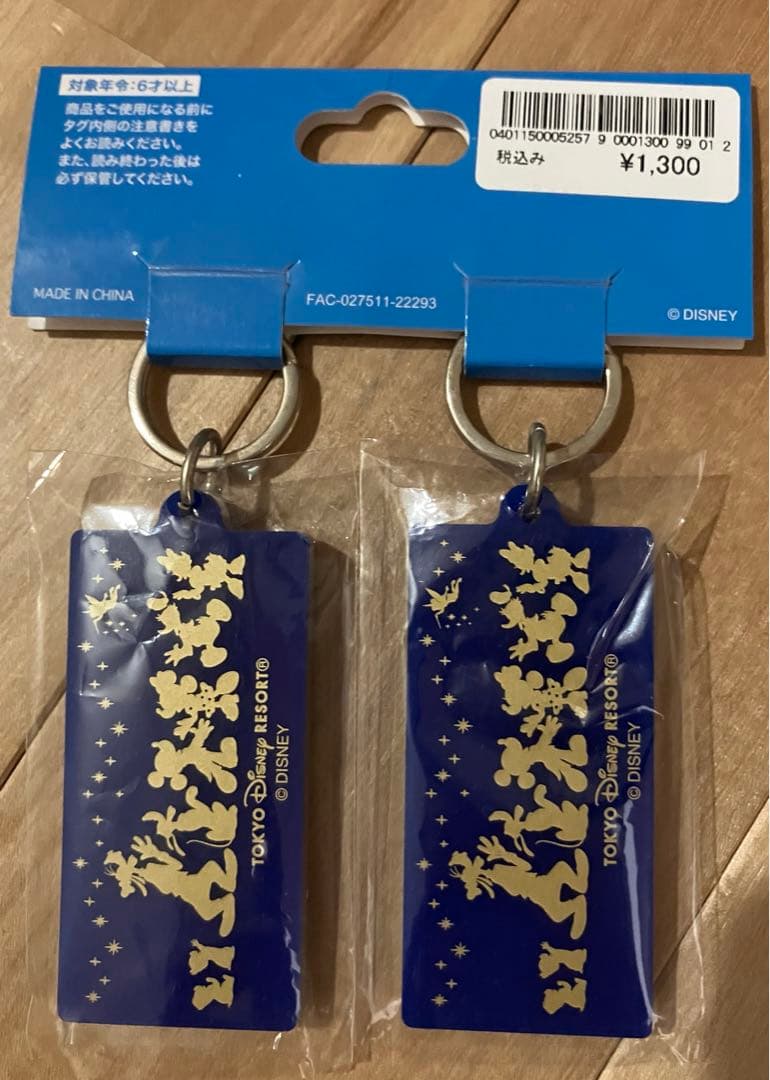 対象年令:6才以上
商品をご使用になる前に
タグ内側の注意書きを
よくお読みください。
また、読み終わった後は
必ず保管してください。
0401150005257 9 0001300 99 01 2
税込み ¥1,300
MADE IN CHINA
FAC-027511-22293
© DISNEY
TOKYO DISNEY RESORT®
© DISNEY
TOKYO DISNEY RESORT®
© DISNEY